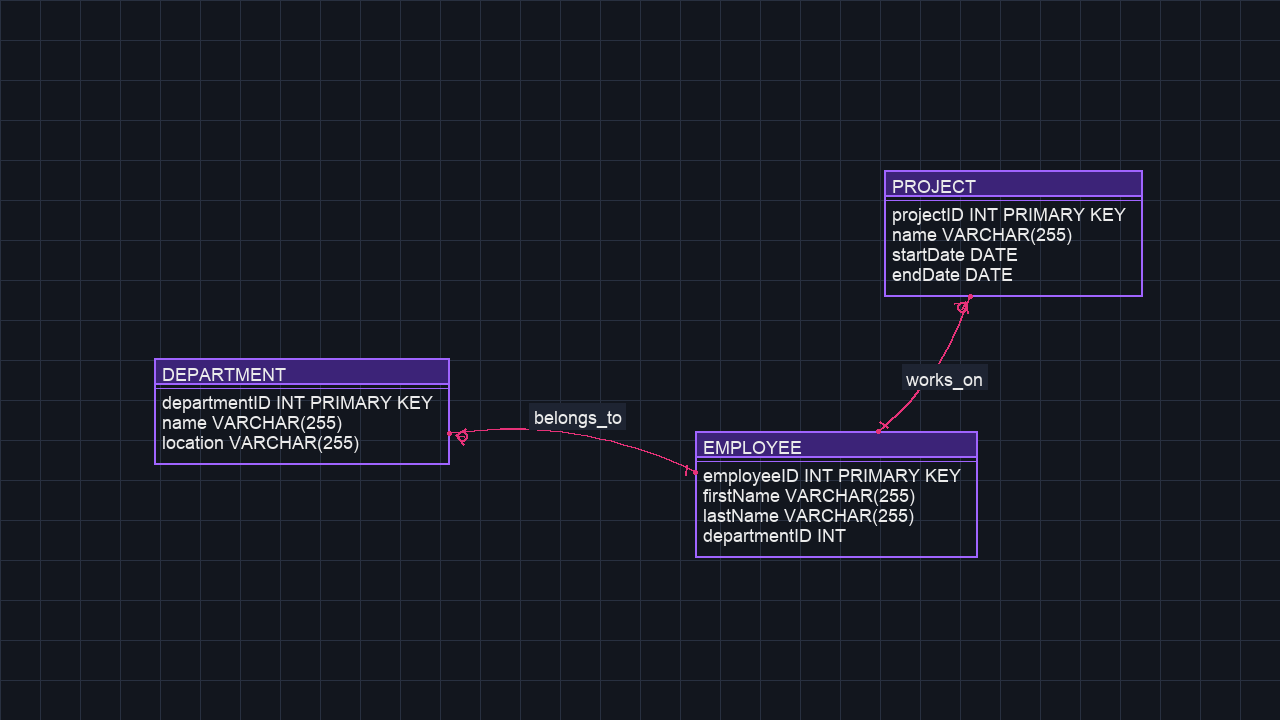 PROJECT
projectID INT PRIMARY KEY
name VARCHAR(255)
startDate DATE
endDate DATE
DEPARTMENT
departmentID INT PRIMARY KEY
name VARCHAR(255)
location VARCHAR(255)
belongs_to
works_on
EMPLOYEE
employeeID INT PRIMARY KEY
firstName VARCHAR(255)
lastName VARCHAR(255)
departmentID INT